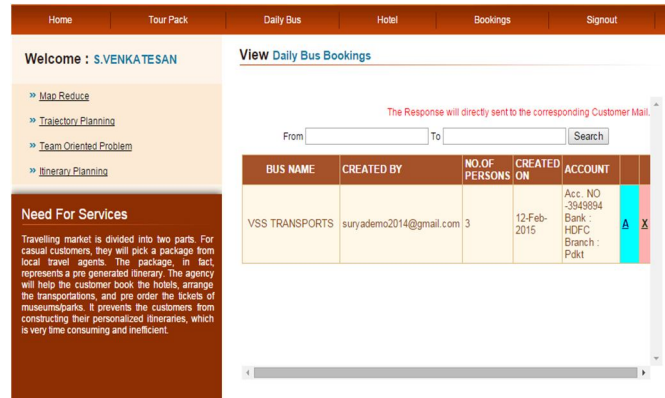 Home Tour Pack Daily Bus Hotel Bookings Signout
Welcome : S.VENKATESAN
» Map Reduce
» Trajectory Planning
» Team Oriented Problem
» Itinerary Planning
Need For Services
Travelling market is divided into two parts. For
casual customers, they will pick a package from
local travel agents. The package, in fact,
represents a pre generated itinerary. The agency
will help the customer book the hotels, arrange
the transportations, and pre order the tickets of
museums/parks. It prevents the customers from
constructing their personalized itineraries, which
is very time consuming and inefficient.
View Daily Bus Bookings
The Response will directly sent to the corresponding Customer Mail.
From To Search
BUS NAME CREATED BY NO.OF PERSONS CREATED ON ACCOUNT
VSS TRANSPORTS suryademo2014@gmail.com 3 12-Feb-2015 Acc. NO
-3949894
Bank :
HDFC
Branch :
Pdkt
A X